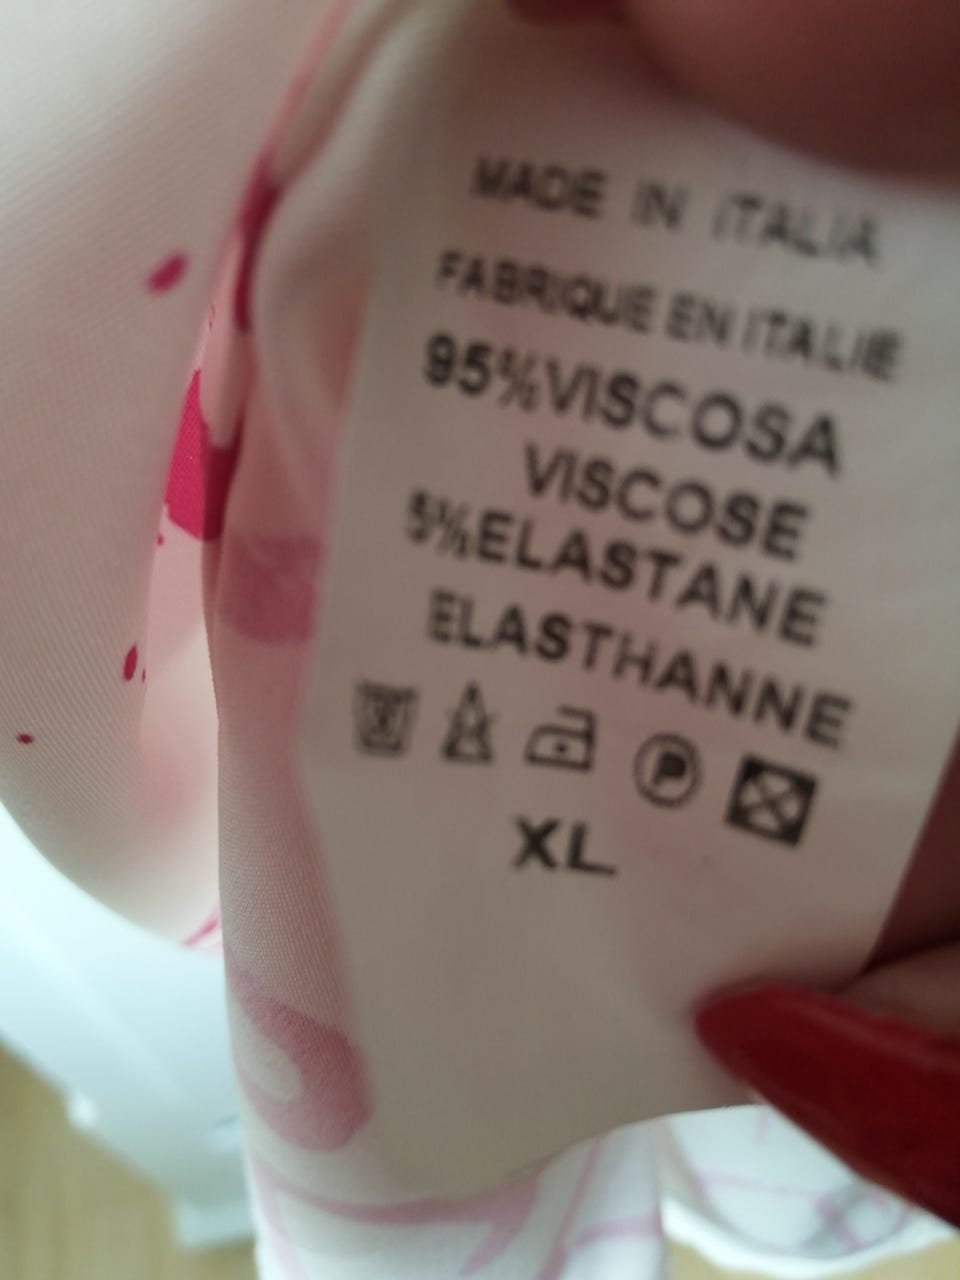 MADE IN ITALIA
FABRIQUE EN ITALIE
95%VISCOSA
VISCOSE
5%ELASTANE
ELASTHANNE
P
XL